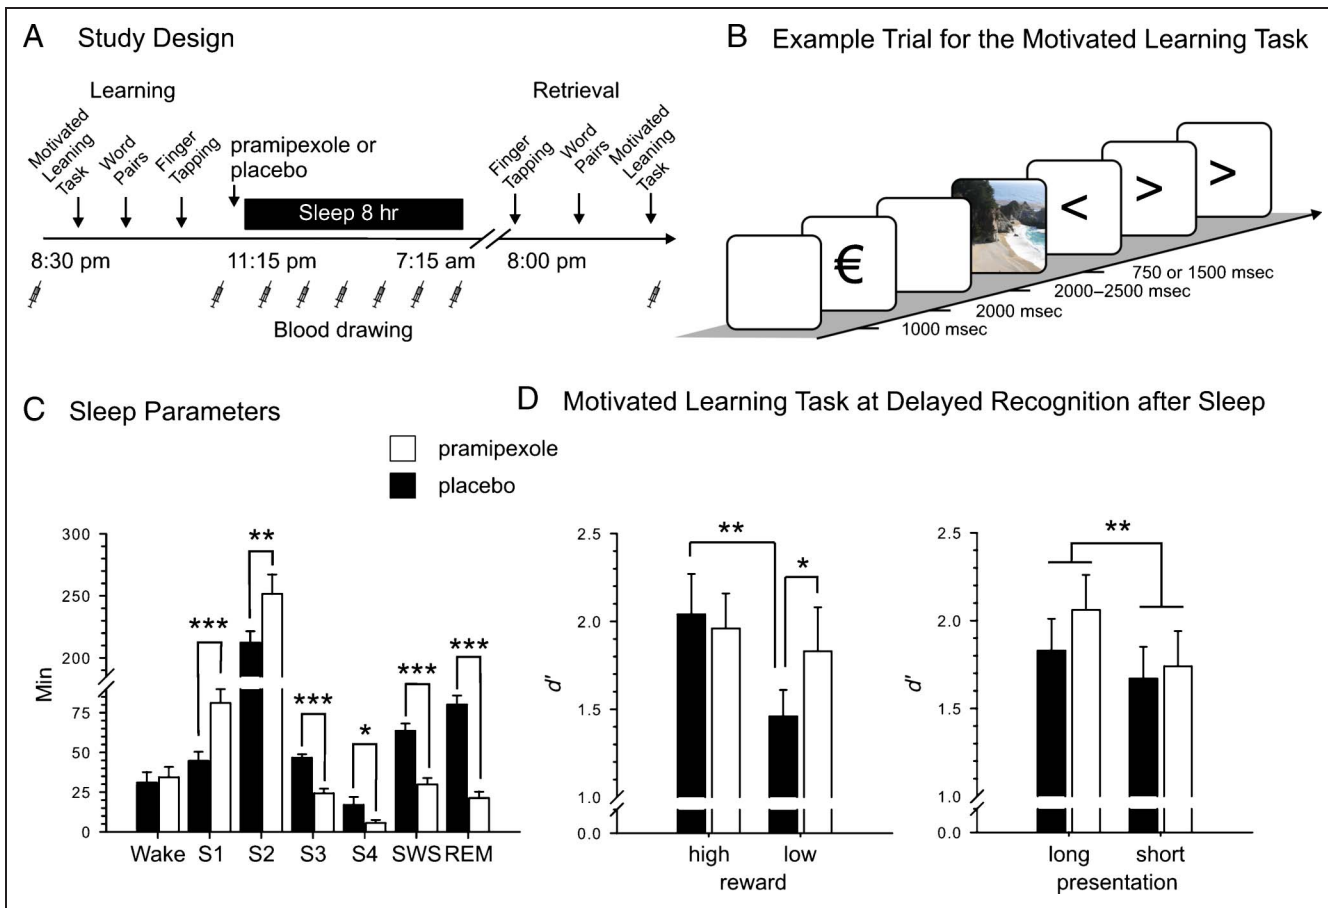 A Study Design
Learning
Motivated
Leaning
Task
Word
Pairs
Finger
Tapping
pramipexole or
placebo
Sleep 8 hr
Retrieval
Finger
Tapping
Word
Pairs
Motivated
Leaning
Task
8:30 pm
11:15 pm
7:15 am
8:00 pm
Blood drawing
B Example Trial for the Motivated Learning Task
€
<
>
>
1000 msec
2000 msec
2000–2500 msec
750 or 1500 msec
C Sleep Parameters
pramipexole
placebo
Min
300
250
200
75
50
25
0
***
**
***
*
***
***
Wake S1 S2 S3 S4 SWS REM
D Motivated Learning Task at Delayed Recognition after Sleep
d'
2.5
2.0
1.5
1.0
0.0
**
*
high low
reward
d'
2.5
2.0
1.5
1.0
0.0
**
long short
presentation